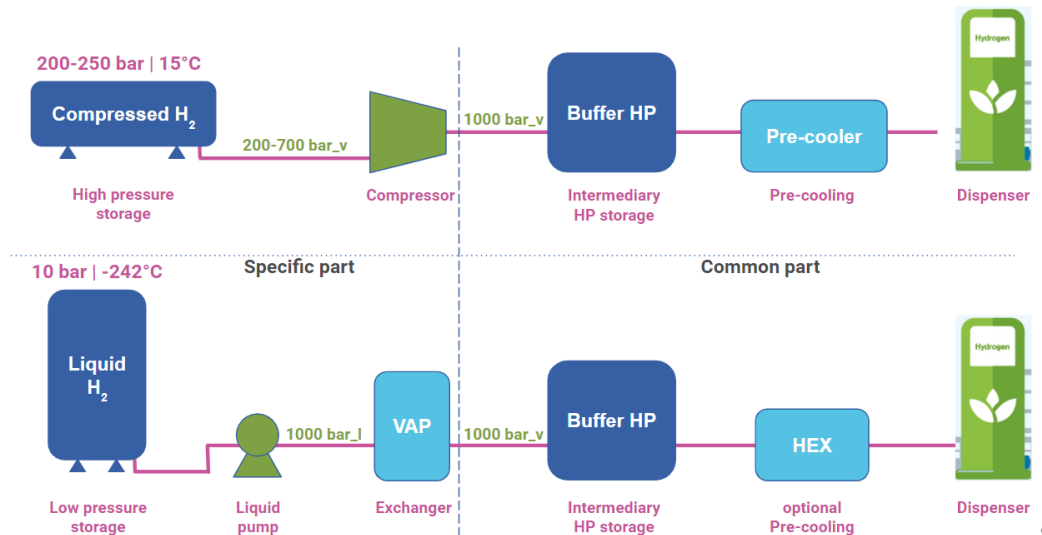 200-250 bar | 15°C
Compressed H₂
200-700 bar_v
1000 bar_v
Buffer HP
Pre-cooler
Hydrogen
High pressure
storage
Compressor
Intermediary
HP storage
Pre-cooling
Dispenser
Specific part
Common part
10 bar | -242°C
Liquid
H₂
1000 bar_l
VAP
1000 bar_v
Buffer HP
HEX
Hydrogen
Low pressure
storage
Liquid
pump
Exchanger
Intermediary
HP storage
optional
Pre-cooling
Dispenser